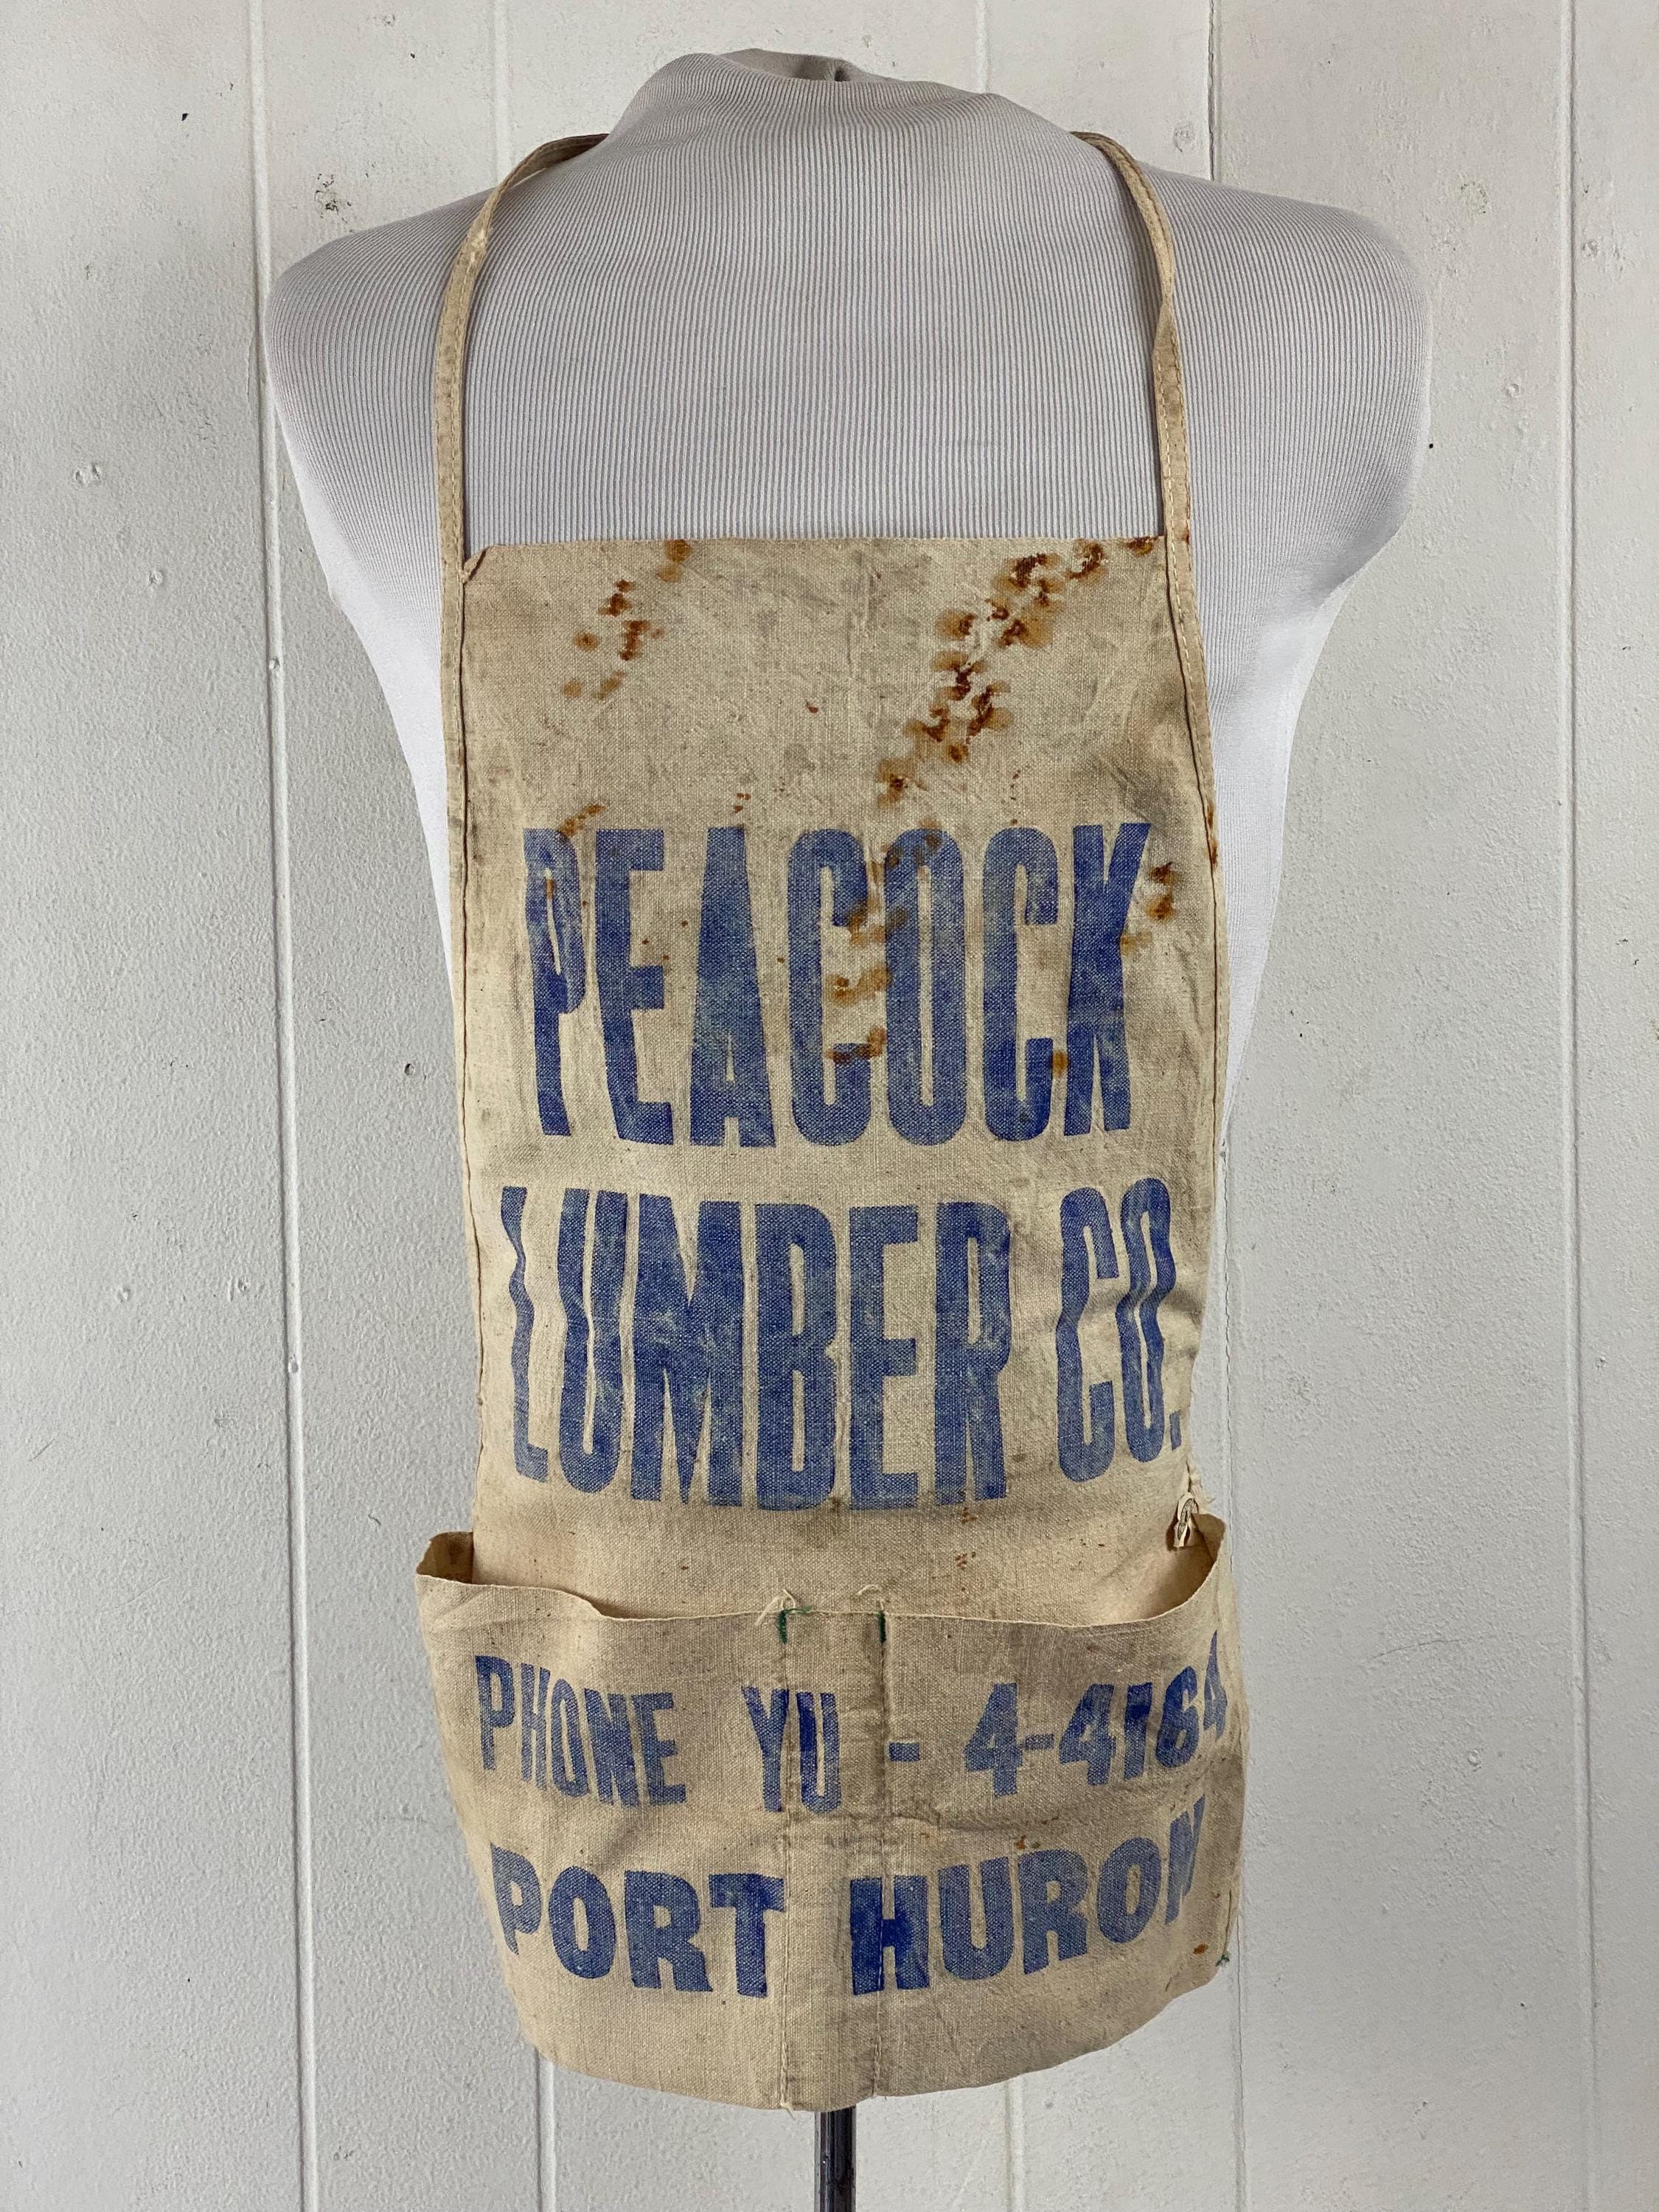 PEACOCK
LUMBER CO.
PHONE YU - 4-4164
PORT HURON